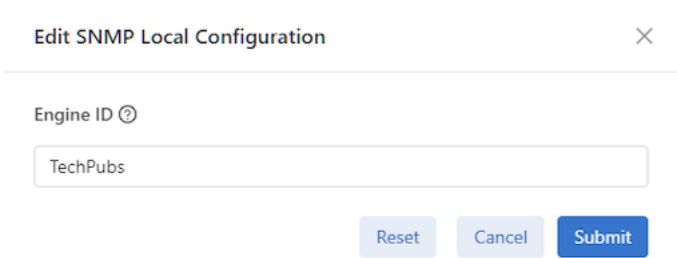 Edit SNMP Local Configuration
Engine ID
TechPubs
Reset Cancel Submit